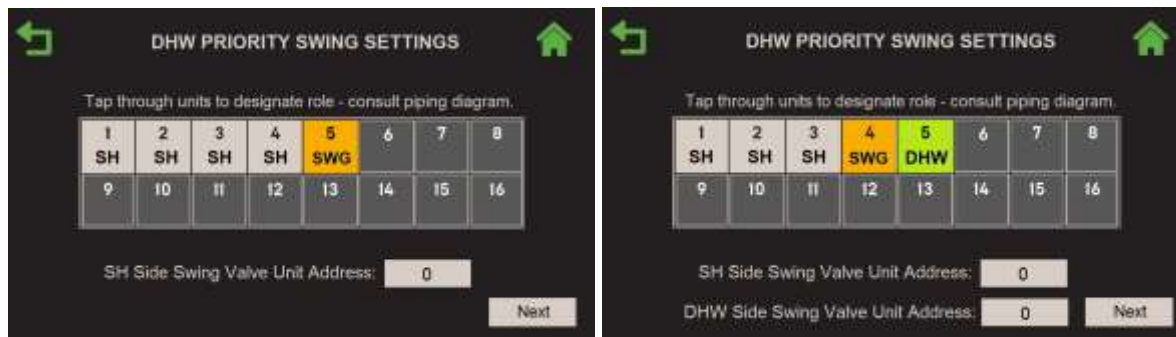 DHW PRIORITY SWING SETTINGS
Tap through units to designate role - consult piping diagram.
1 2 3 4 5 6 7 8
SH SH SH SH SWG
9 10 11 12 13 14 15 16
SH Side Swing Valve Unit Address: 0
Next
DHW PRIORITY SWING SETTINGS
Tap through units to designate role - consult piping diagram.
1 2 3 4 5 6 7 8
SH SH SH SWG DHW
9 10 11 12 13 14 15 16
SH Side Swing Valve Unit Address: 0
DHW Side Swing Valve Unit Address: 0
Next